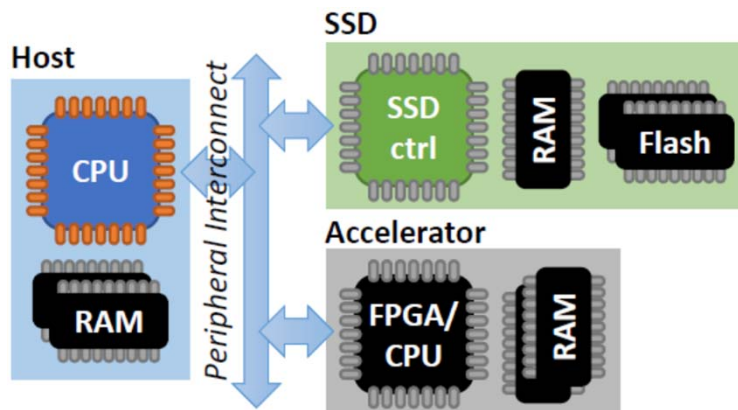 Host
CPU
RAM
Peripheral Interconnect
SSD
SSD
ctrl
RAM
Flash
Accelerator
FPGA/
CPU
RAM